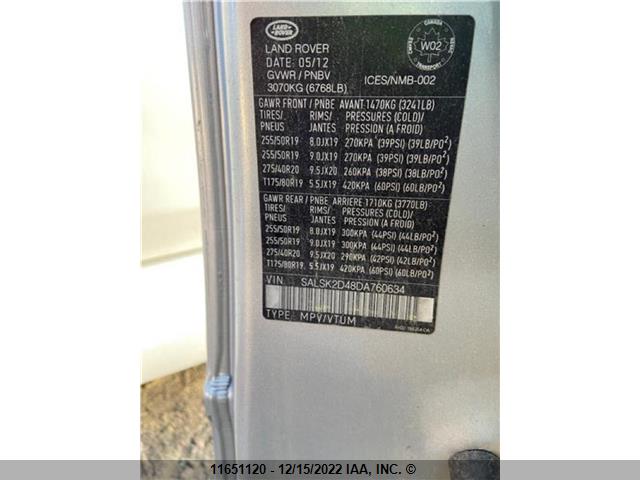 LAND ROVER
LAND ROVER
DATE: 05/12
GVWR / PNBV
3070KG (6768LB)
CANADA
W02
TRANSPORT
ICES/NMB-002
GAWR FRONT / PNBE AVANT 1470KG (3241LB)
TIRES/ RIMS/ PRESSURES (COLD)/
PNEUS JANTES PRESSION (A FROID)
255/50R19 8.0JX19 270KPA (39PSI) (39LB/PO²)
255/50R19 9.0JX19 270KPA (39PSI) (39LB/PO²)
275/40R20 9.5JX20 260KPA (38PSI) (38LB/PO²)
T175/80R19 5.5JX19 420KPA (60PSI) (60LB/PO²)
GAWR REAR / PNBE ARRIERE 1710KG (3770LB)
TIRES/ RIMS/ PRESSURES (COLD)/
PNEUS JANTES PRESSION (A FROID)
255/50R19 8.0JX19 300KPA (44PSI) (44LB/PO²)
255/50R19 9.0JX19 300KPA (44PSI) (44LB/PO²)
275/40R20 9.5JX20 290KPA (42PSI) (42LB/PO²)
T175/80R19 5.5JX19 420KPA (60PSI) (60LB/PO²)
VIN: SALSK2D48DA760634
TYPE: MPV/VTUM
11651120 - 12/15/2022 IAA, INC. ©